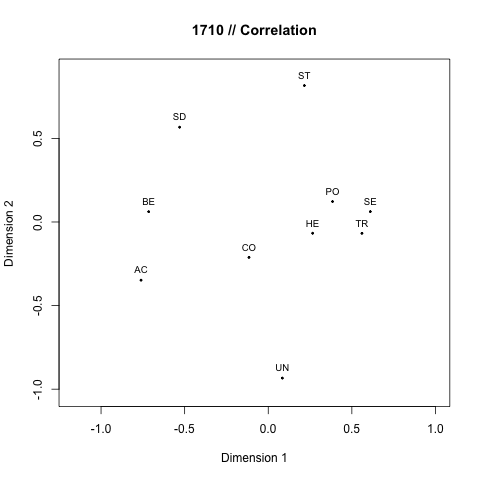 1710 // Correlation
ST
SD
PO
BE
SE
HE
TR
CO
AC
UN
Dimension 2
0.5
0.0
-0.5
-1.0
-1.0
-0.5
0.0
0.5
1.0
Dimension 1